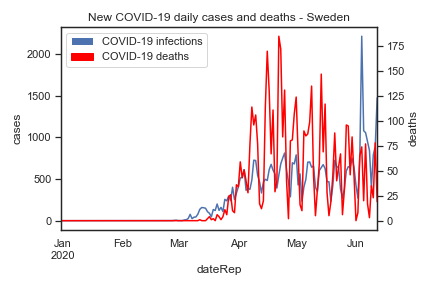 New COVID-19 daily cases and deaths - Sweden
COVID-19 infections
COVID-19 deaths
2000
1500
1000
500
0
cases
175
150
125
100
75
50
25
0
deaths
Jan Feb Mar Apr May Jun
2020
dateRep